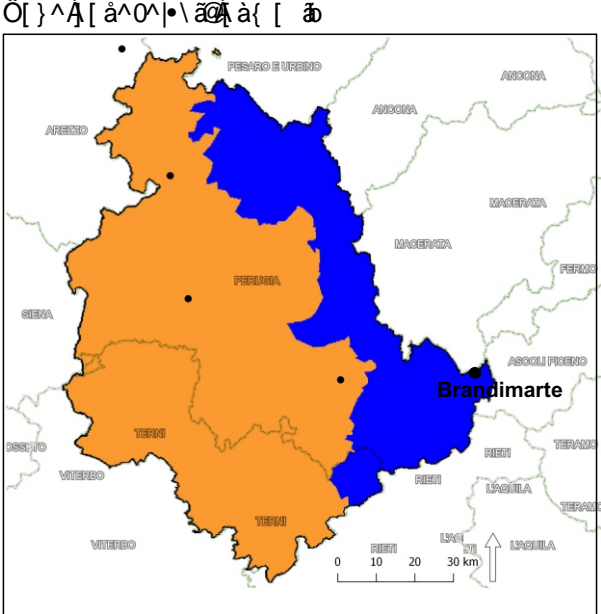 PESARO E URBINO
ANCONA
ANCONA
AREZZO
MACERATA
MACERATA
FERMO
PERUGIA
SIENA
ASCOLI PICENO
Brandimarte
TERNI
TERAMO
VITERBO
RIETI
RIETI
L'AQUILA
TERNI
VITERBO
RIETI
L'AQUILA
0 10 20 30 km